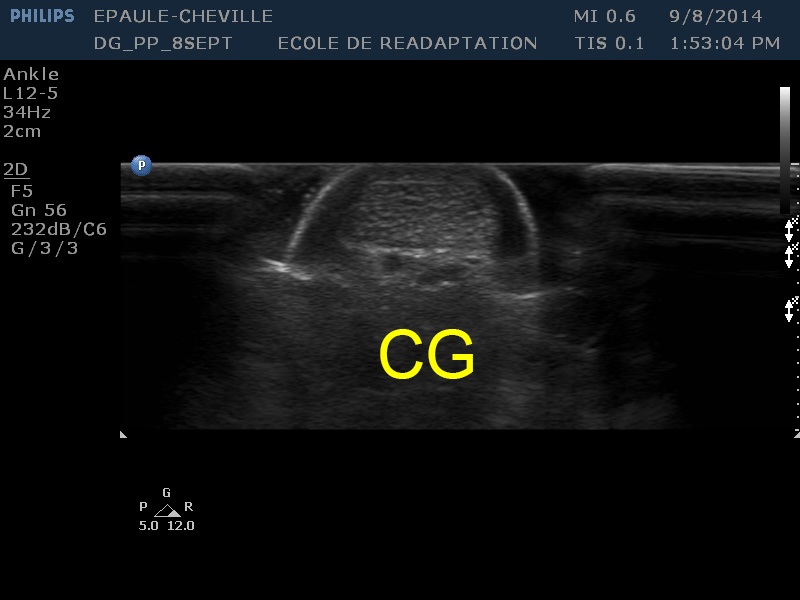 PHILIPS EPAULE-CHEVILLE MI 0.6 9/8/2014
DG_PP_8SEPT ECOLE DE READAPTATION TIS 0.1 1:53:04 PM
Ankle
L12-5
34Hz
2cm
2D
F5
Gn 56
232dB/C6
G/3/3
P
CG
G
P R
5.0 12.0